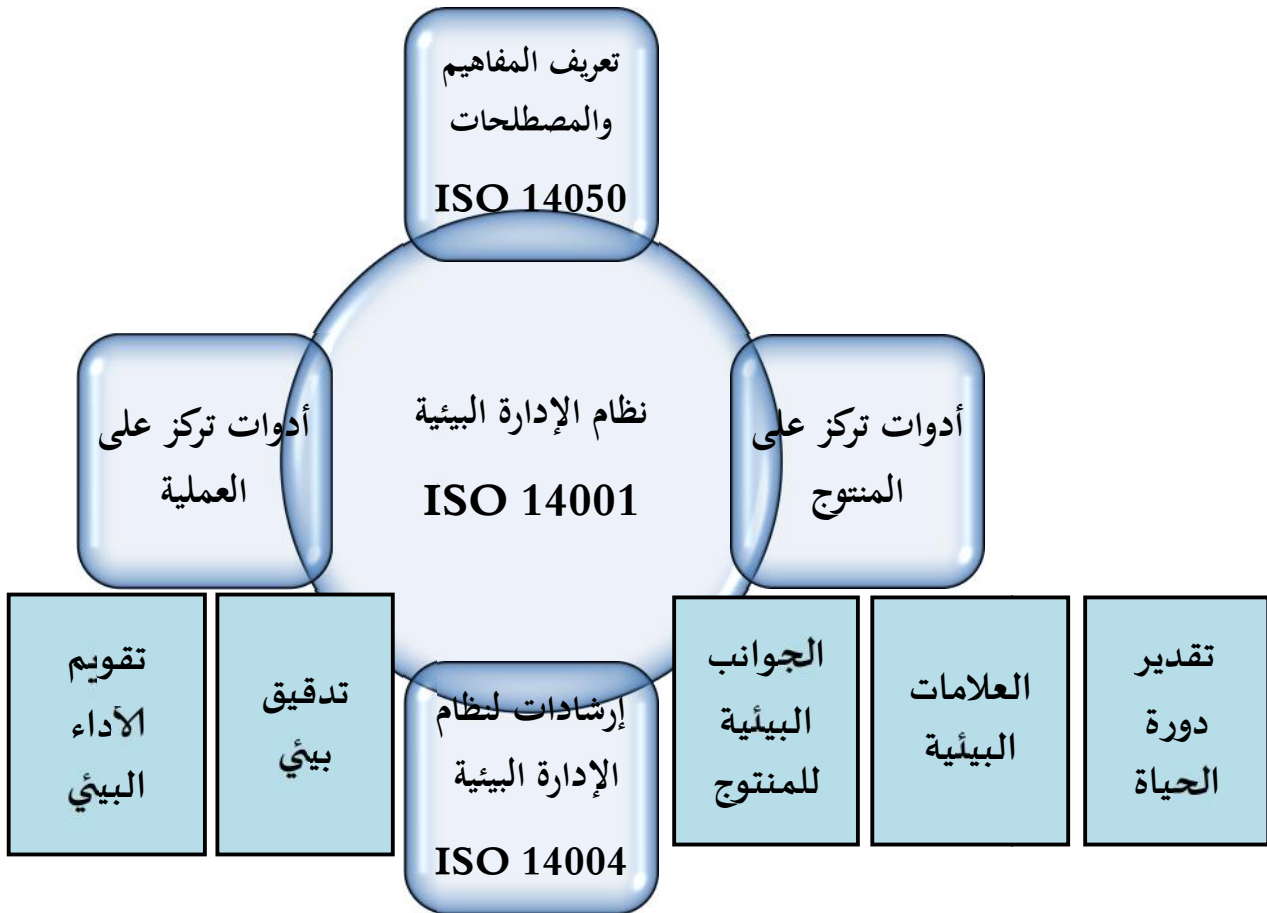 تعريف المفاهيم
والمصطلحات
ISO 14050
أدوات تركز على
المنتوج
نظام الإدارة البيئية
ISO 14001
أدوات تركز على
العملية
تقدير
دورة
الحياة
العلامات
البيئية
الجوانب
البيئية
للمنتوج
إرشادات لنظام
الإدارة البيئية
ISO 14004
تدقيق
بيئي
تقويم
الأداء
البيئي